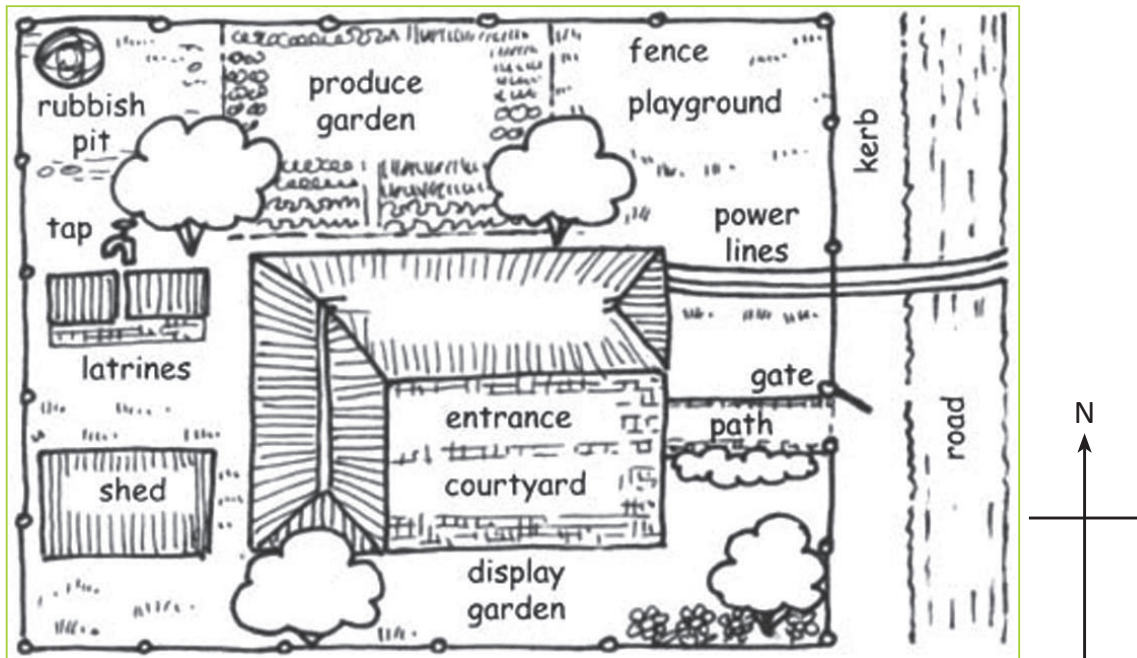 fence
playground
produce
garden
rubbish
pit
kerb
power
lines
tap
latrines
gate
entrance
path
road
N
courtyard
shed
display
garden